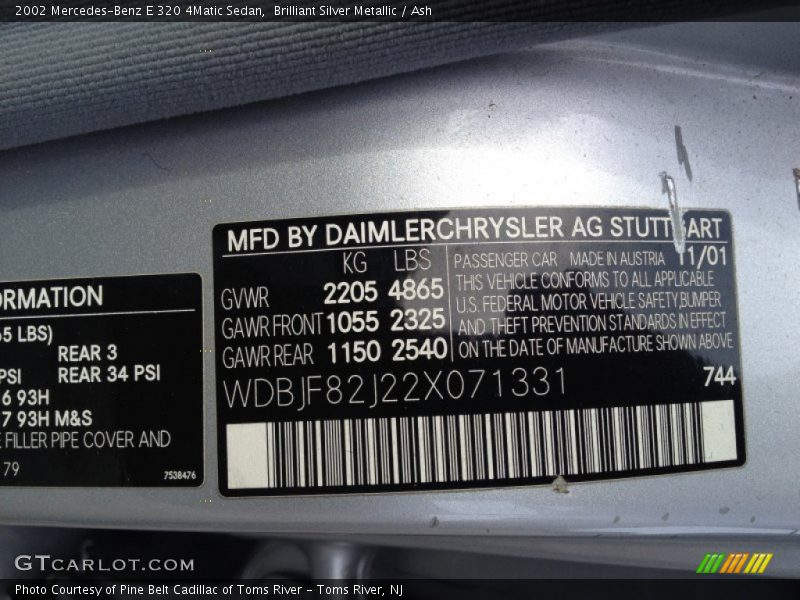 2002 Mercedes-Benz E 320 4Matic Sedan,  Brilliant Silver Metallic / Ash
MFD BY DAIMLERCHRYSLER AG STUTTGART
KG LBS
GVWR 2205 4865
GAWR FRONT 1055 2325
GAWR REAR 1150 2540
PASSENGER CAR MADE IN AUSTRIA 11/01
THIS VEHICLE CONFORMS TO ALL APPLICABLE
U.S. FEDERAL MOTOR VEHICLE SAFETY, BUMPER
AND THEFT PREVENTION STANDARDS IN EFFECT
ON THE DATE OF MANUFACTURE SHOWN ABOVE
WDBJF82J22X071331 744
ORMATION
65 LBS)
REAR 3
PSI REAR 34 PSI
6 93H
7 93H M&S
E FILLER PIPE COVER AND
79 7538476
GTCARLOT.COM
Photo Courtesy of Pine Belt Cadillac of Toms River – Toms River, NJ